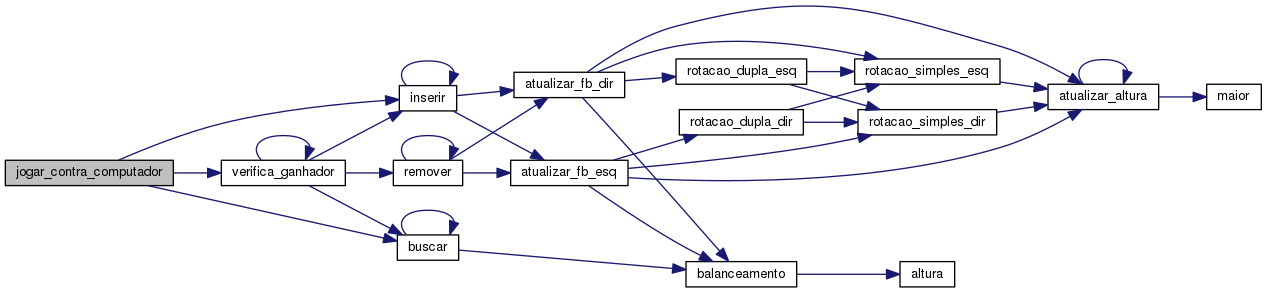 jogar_contra_computador
verifica_ganhador
inserir
remover
buscar
atualizar_fb_dir
atualizar_fb_esq
rotacao_dupla_esq
rotacao_dupla_dir
balanceamento
rotacao_simples_esq
rotacao_simples_dir
altura
atualizar_altura
maior